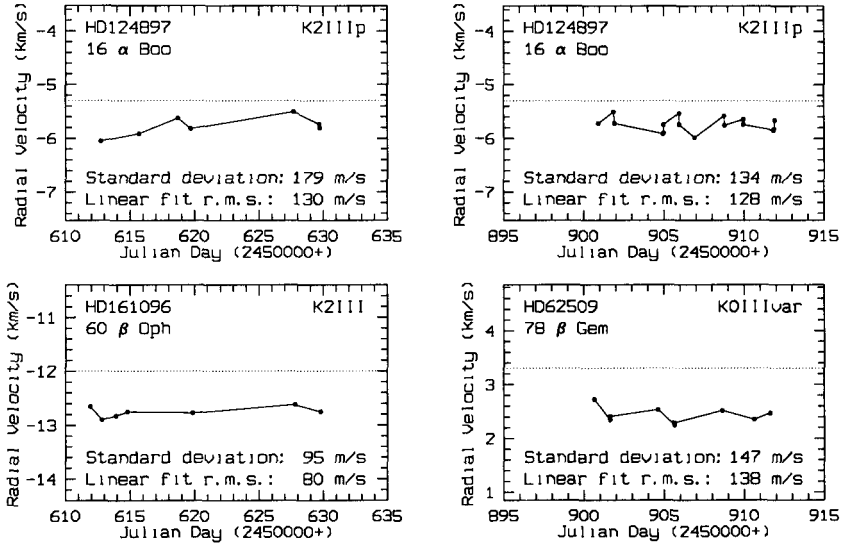 HD124897 K2IIIp
16 α Boo
Radial Velocity (km/s)
-4
-5
-6
-7
Standard deviation: 179 m/s
Linear fit r.m.s.: 130 m/s
610 615 620 625 630 635
Julian Day (2450000+)
HD124897 K2IIIp
16 α Boo
Radial Velocity (km/s)
-4
-5
-6
-7
Standard deviation: 134 m/s
Linear fit r.m.s.: 128 m/s
895 900 905 910 915
Julian Day (2450000+)
HD161096 K2III
60 β Oph
Radial Velocity (km/s)
-11
-12
-13
-14
Standard deviation: 95 m/s
Linear fit r.m.s.: 80 m/s
610 615 620 625 630 635
Julian Day (2450000+)
HD62509 K0IIIvar
78 β Gem
Radial Velocity (km/s)
4
3
2
1
Standard deviation: 147 m/s
Linear fit r.m.s.: 138 m/s
895 900 905 910 915
Julian Day (2450000+)